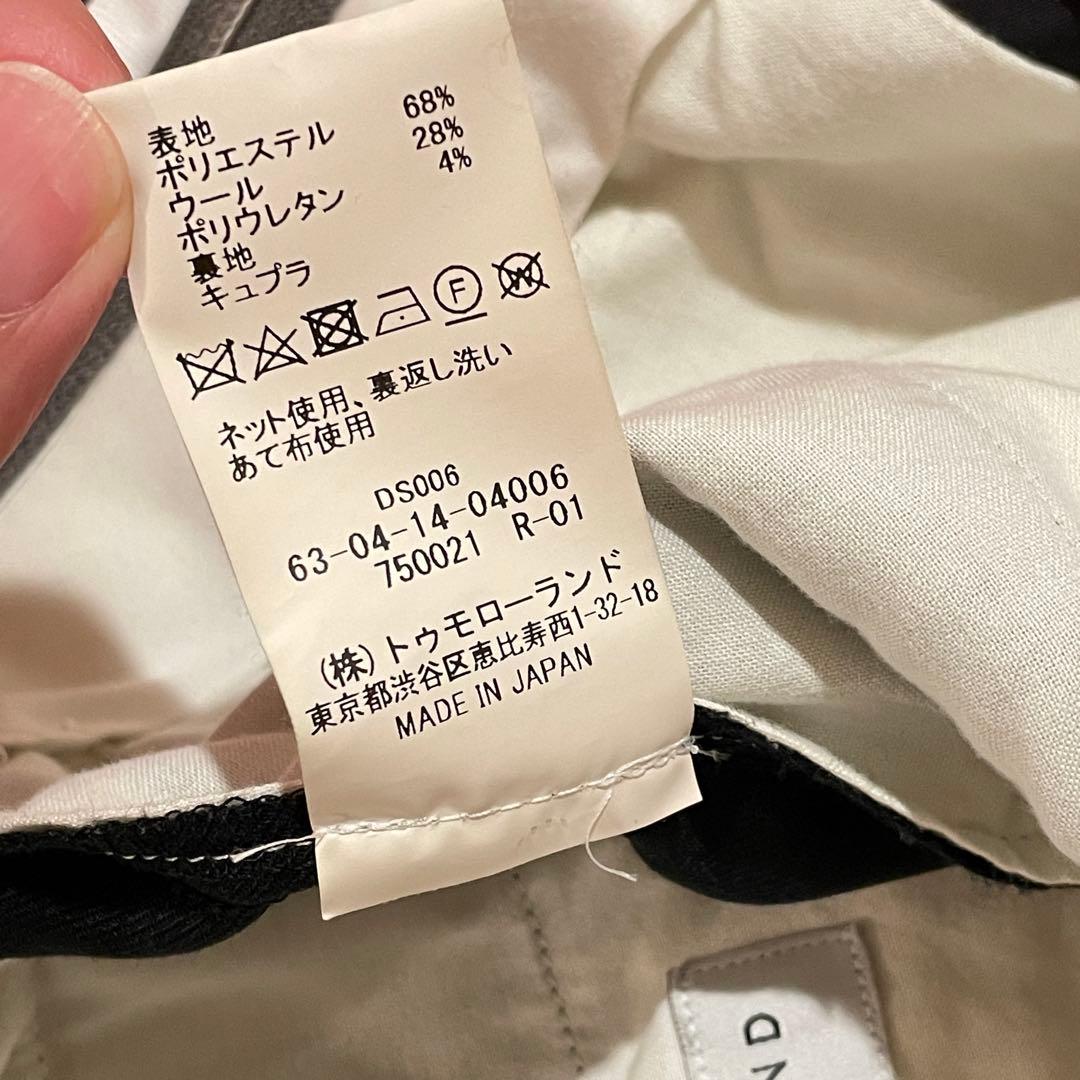 表地
ポリエステル 68%
ウール 28%
ポリウレタン 4%
裏地
キュプラ
F W
ネット使用、裏返し洗い
あて布使用
DS006
63-04-14-04006
750021 R-01
(株)トゥモローランド
東京都渋谷区恵比寿西1-32-18
MADE IN JAPAN
ND